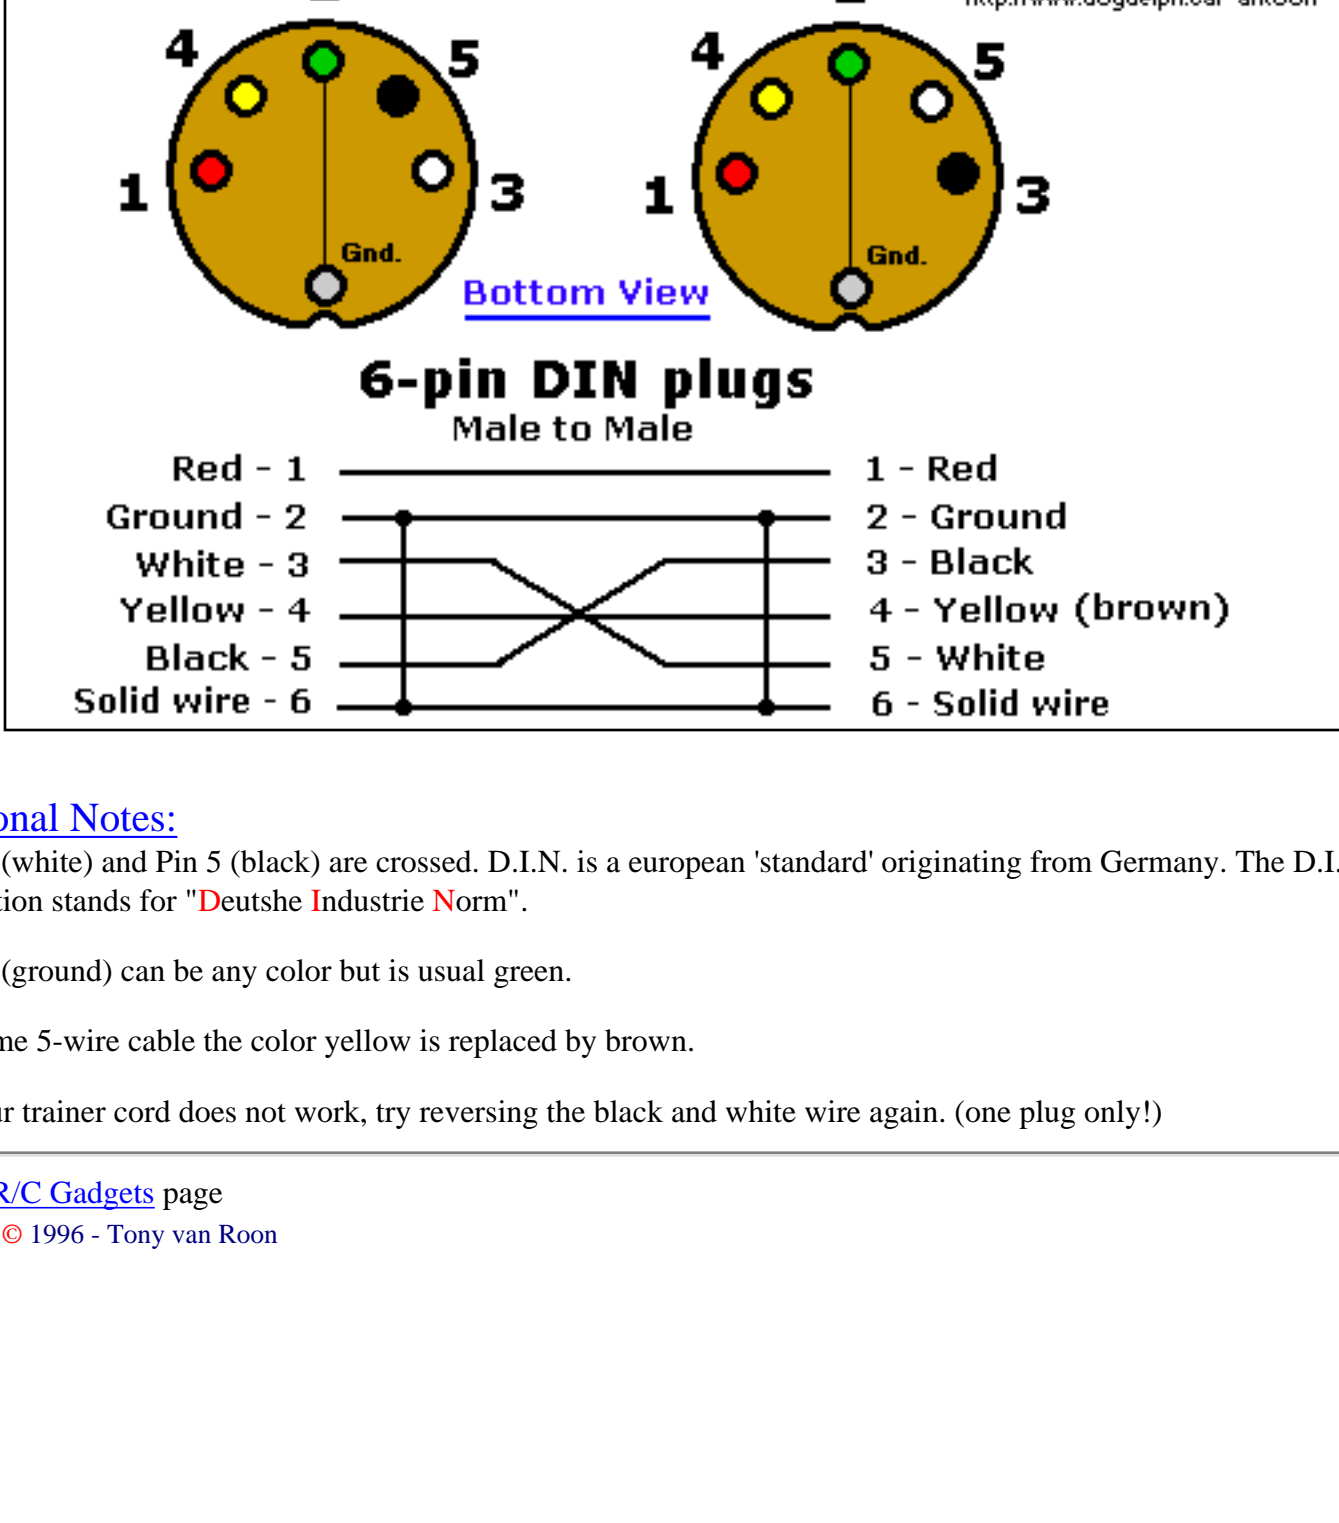 4 5 4 5
1 3 1 3
Gnd. Gnd.
Bottom View
6-pin DIN plugs
Male to Male
Red - 1 1 - Red
Ground - 2 2 - Ground
White - 3 3 - Black
Yellow - 4 4 - Yellow (brown)
Black - 5 5 - White
Solid wire - 6 6 - Solid wire
onal Notes:
(white) and Pin 5 (black) are crossed. D.I.N. is a european 'standard' originating from Germany. The D.I.
tion stands for "Deutshe Industrie Norm".
(ground) can be any color but is usual green.
me 5-wire cable the color yellow is replaced by brown.
ur trainer cord does not work, try reversing the black and white wire again. (one plug only!)
R/C Gadgets page
© 1996 - Tony van Roon